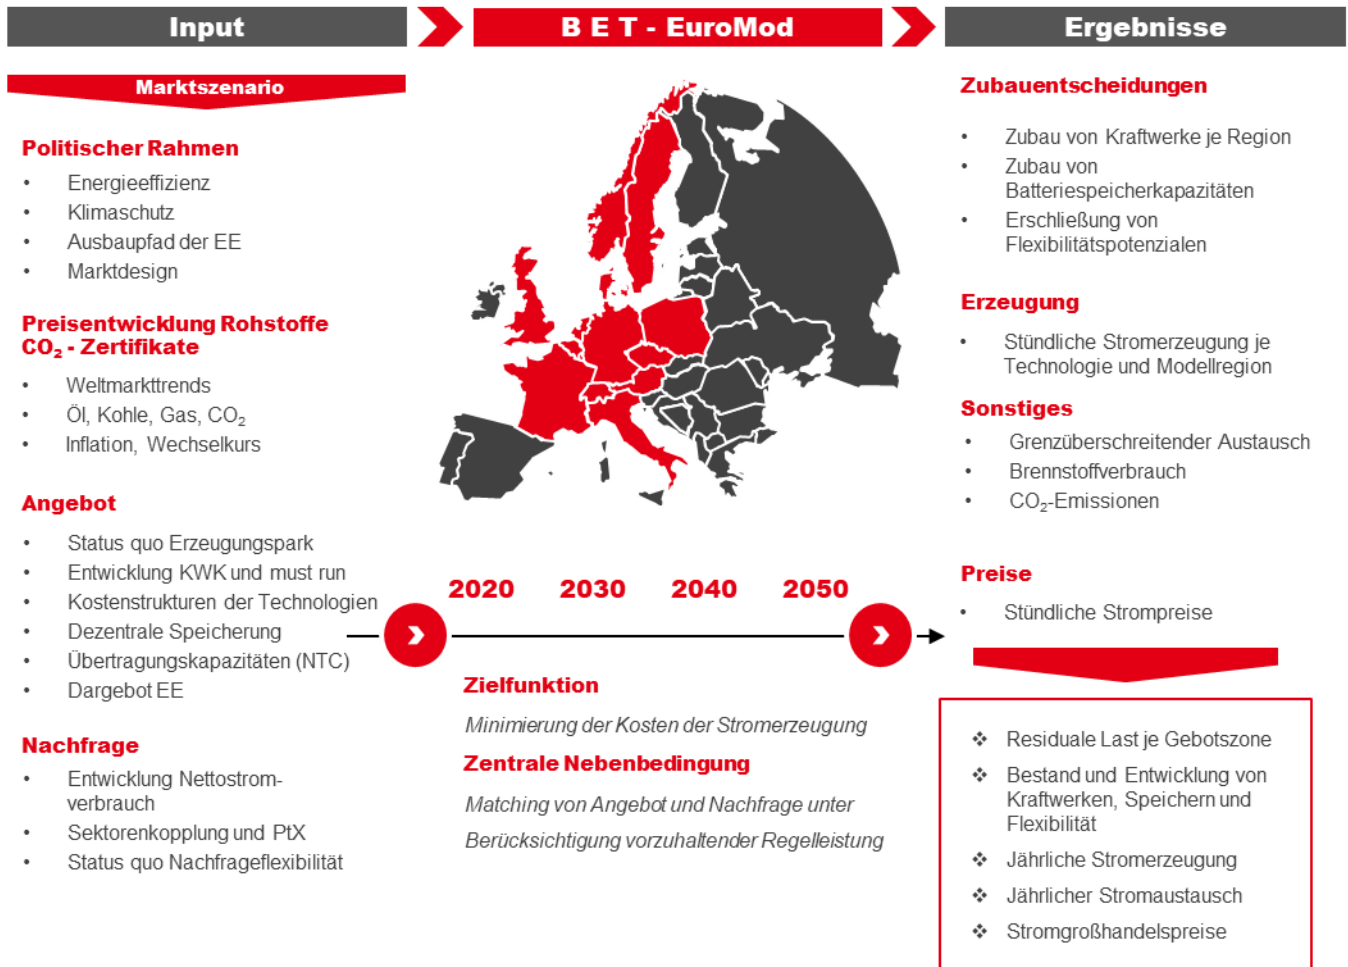 Input
B E T - EuroMod
Ergebnisse
Marktszenario
Politischer Rahmen
• Energieeffizienz
• Klimaschutz
• Ausbaupfad der EE
• Marktdesign
Preisentwicklung Rohstoffe
CO₂ - Zertifikate
• Weltmarkttrends
• Öl, Kohle, Gas, CO₂
• Inflation, Wechselkurs
Angebot
• Status quo Erzeugungspark
• Entwicklung KWK und must run
• Kostenstrukturen der Technologien
• Dezentrale Speicherung
• Übertragungskapazitäten (NTC)
• Dargebot EE
Nachfrage
• Entwicklung Nettostrom-
verbrauch
• Sektorenkopplung und PtX
• Status quo Nachfrageflexibilität
2020 2030 2040 2050
Zielfunktion
Minimierung der Kosten der Stromerzeugung
Zentrale Nebenbedingung
Matching von Angebot und Nachfrage unter
Berücksichtigung vorzuhaltender Regelleistung
Zubauentscheidungen
• Zubau von Kraftwerke je Region
• Zubau von
Batteriespeicherkapazitäten
• Erschließung von
Flexibilitätspotenzialen
Erzeugung
• Stündliche Stromerzeugung je
Technologie und Modellregion
Sonstiges
• Grenzüberschreitender Austausch
• Brennstoffverbrauch
• CO₂-Emissionen
Preise
• Stündliche Strompreise
❖ Residuale Last je Gebotszone
❖ Bestand und Entwicklung von
Kraftwerken, Speichern und
Flexibilität
❖ Jährliche Stromerzeugung
❖ Jährlicher Stromaustausch
❖ Stromgroßhandelspreise